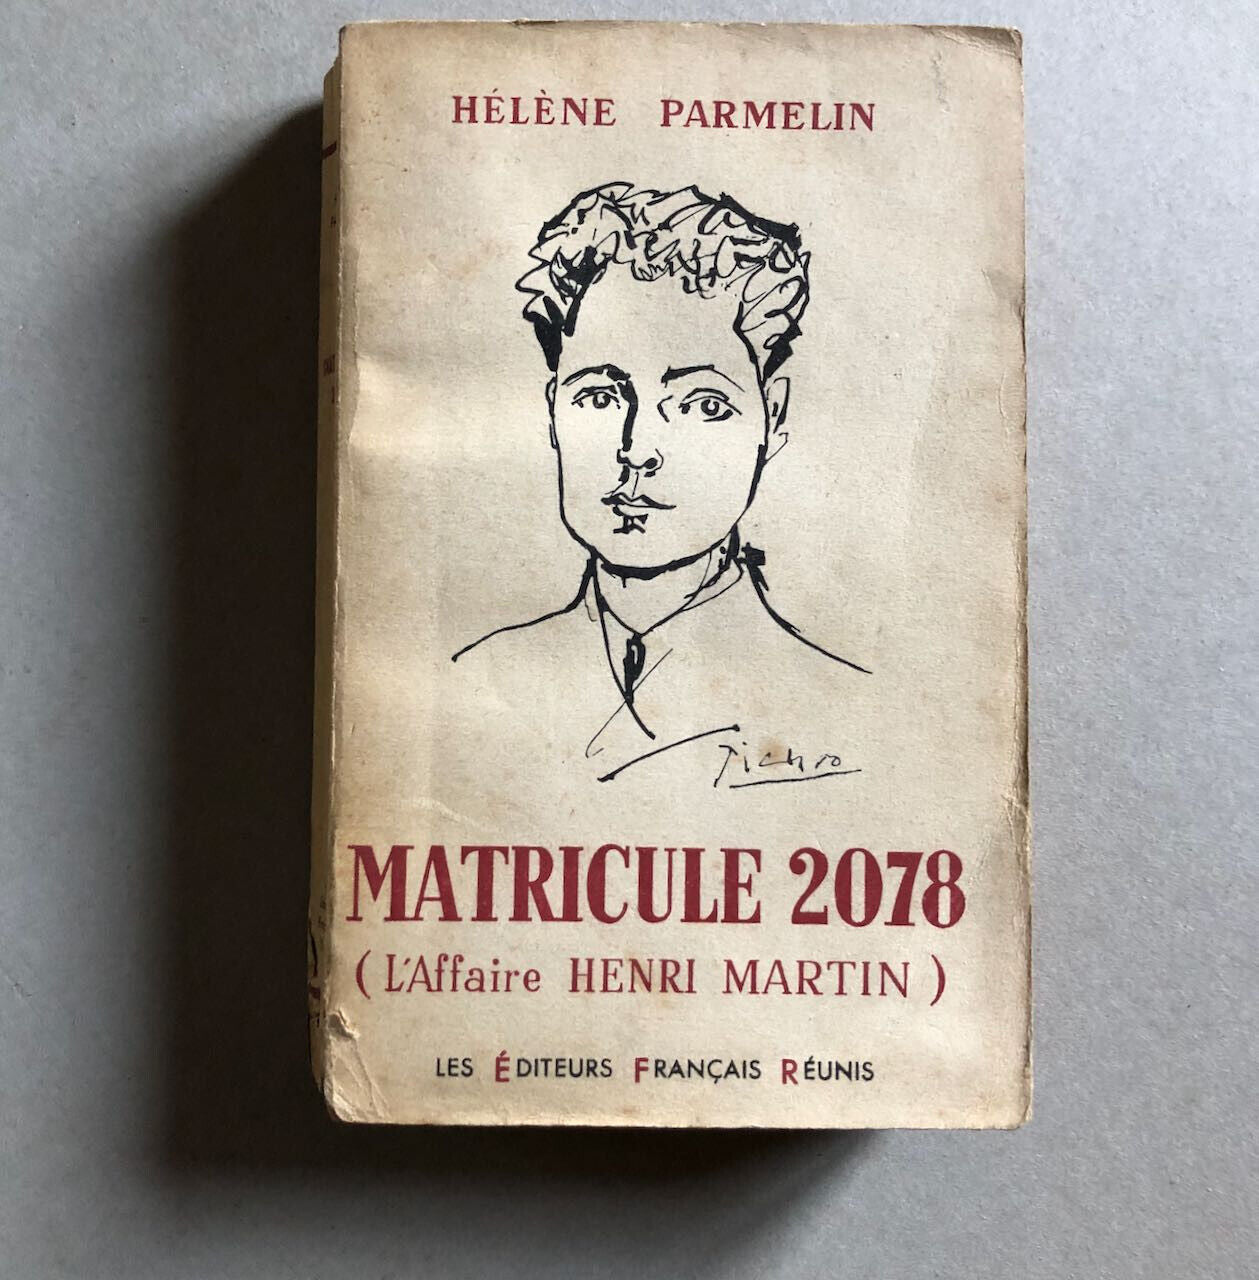 HÉLÈNE PARMELIN
Picasso
MATRICULE 2078
(L'Affaire HENRI MARTIN)
LES ÉDITEURS FRANÇAIS RÉUNIS